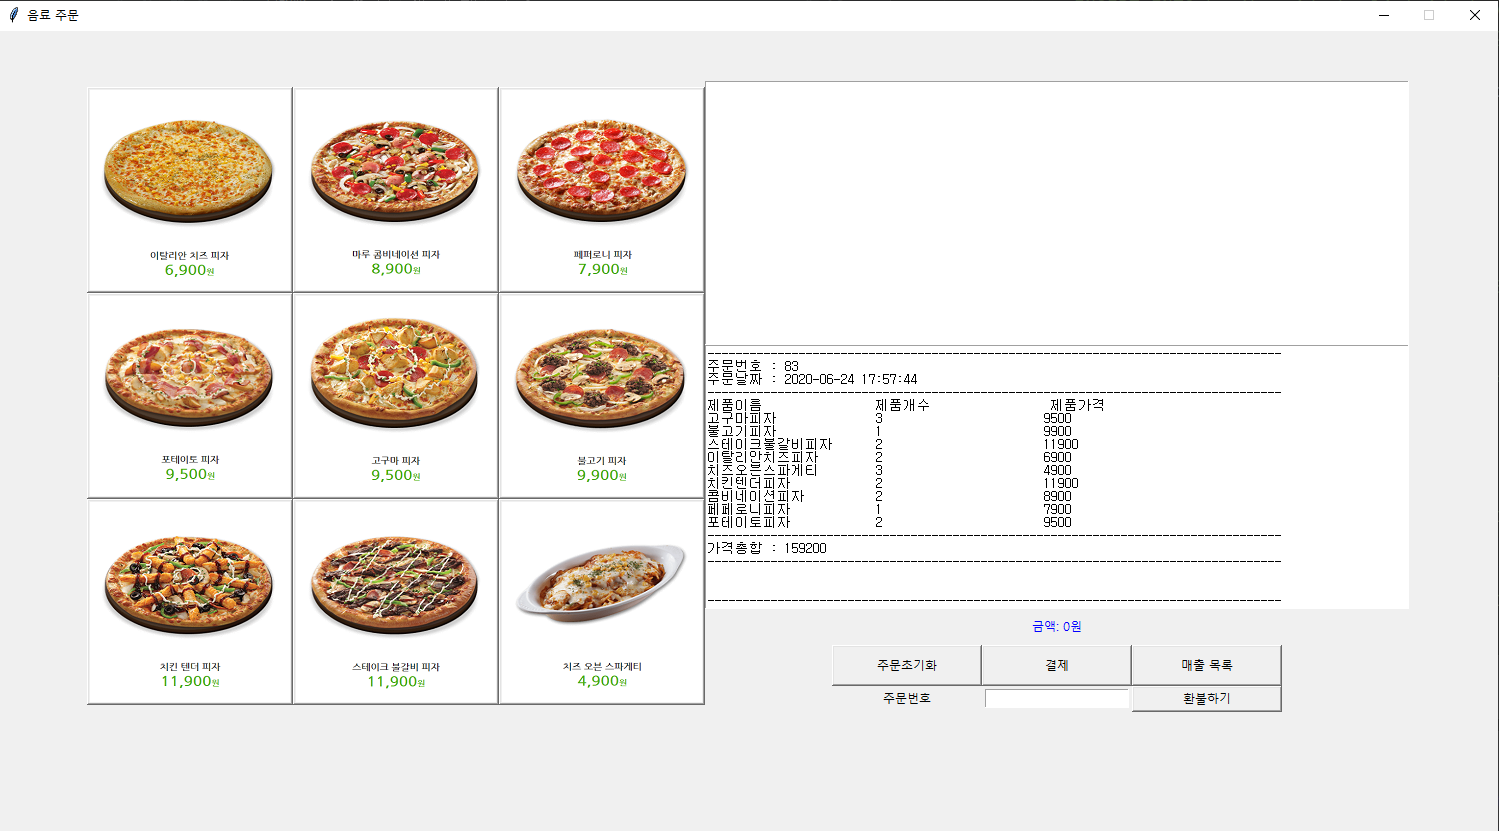 음료 주문
이탈리안 치즈 피자
6,900원
마루 콤비네이션 피자
8,900원
페퍼로니 피자
7,900원
포테이토 피자
9,500원
고구마 피자
9,500원
불고기 피자
9,900원
치킨 텐더 피자
11,900원
스테이크 불갈비 피자
11,900원
치즈 오븐 스파게티
4,900원
주문번호 : 83
주문날짜 : 2020-06-24 17:57:44
제품이름 제품개수 제품가격
고구마피자 3 9500
불고기피자 1 9900
스테이크불갈비피자 2 11900
이탈리안치즈피자 2 6900
치즈오븐스파게티 3 4900
치킨텐더피자 2 11900
콤비네이션피자 2 8900
페페로니피자 1 7900
포테이토피자 2 9500
가격총합 : 159200
금액: 0원
주문초기화 결제 매출 목록
주문번호 환불하기